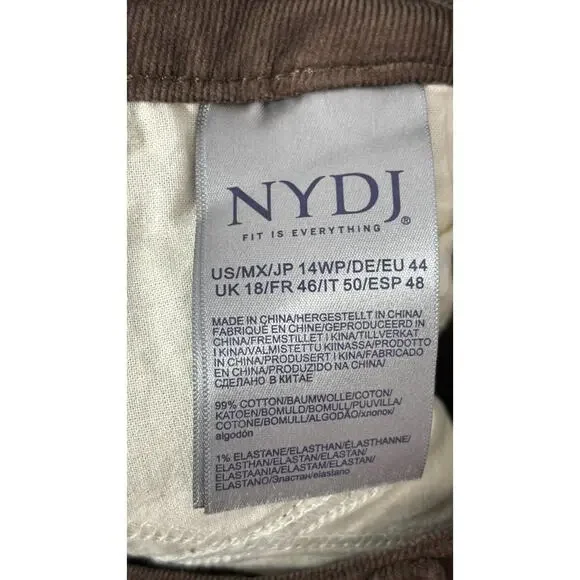 NYDJ®
FIT IS EVERYTHING
US/MX/JP 14WP/DE/EU 44
UK 18/FR 46/IT 50/ESP 48
MADE IN CHINA/HERGESTELLT IN CHINA/
FABRIQUÉ EN CHINE/GEPRODUCEERD IN
CHINA/FREMSTILLET I KINA/TILLVERKAT
I KINA/VALMISTETTU KIINASSA/PRODOTTO
IN CHINA/PRODUSERT I KINA/FABRICADO
EN CHINA/PRODUZIDO NA CHINA/
СДЕЛАНО В КИТАЕ
99% COTTON/BAUMWOLLE/COTON/
KATOEN/BOMULD/BOMULL/PUUVILLA/
COTONE/BOMULL/ALGODÃO/хлопок/
algodón
1% ELASTANE/ELASTHAN/ÉLASTHANNE/
ELASTHAN/ELASTAN/ELASTAN/
ELASTAANIA/ELASTAM/ELASTAN/
ELASTANO/Эластан/elastano